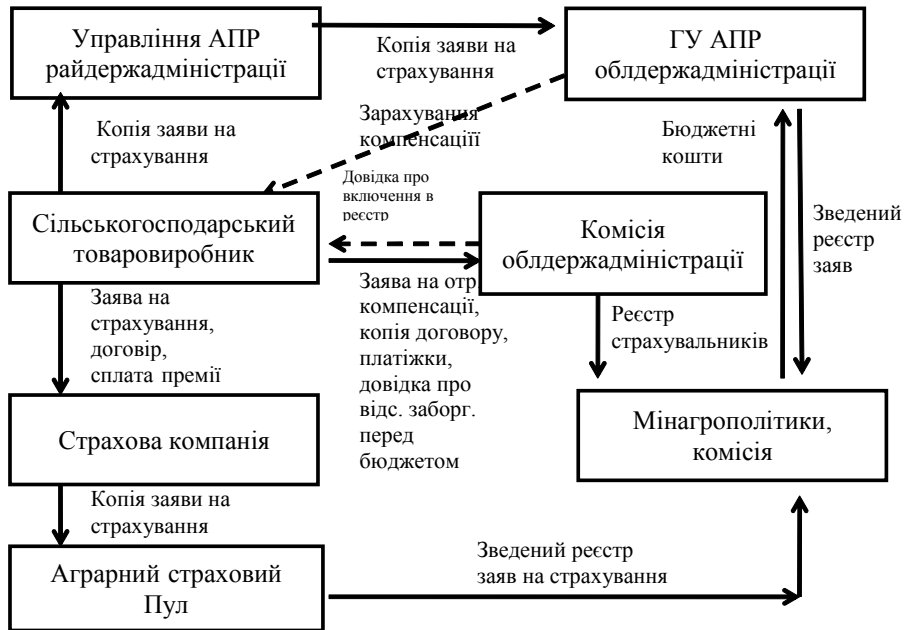 Управління АПР
райдержадміністрації
Копія заяви на
страхування
ГУ АПР
облдержадміністрації
Копія заяви на
страхування
Зарахування
компенсаціїї
Бюджетні
кошти
Довідка про
включення в
реєстр
Зведений
реєстр
заяв
Сільськогосподарський
товаровиробник
Комісія
облдержадміністрації
Заява на
страхування,
договір,
сплата премії
Заява на отр.
компенсації,
копія договору,
платіжки,
довідка про
відс. заборг.
перед
бюджетом
Реєстр
страхувальників
Страхова компанія
Мінагрополітики,
комісія
Копія заяви на
страхування
Аграрний страховий
Пул
Зведений реєстр
заяв на страхування